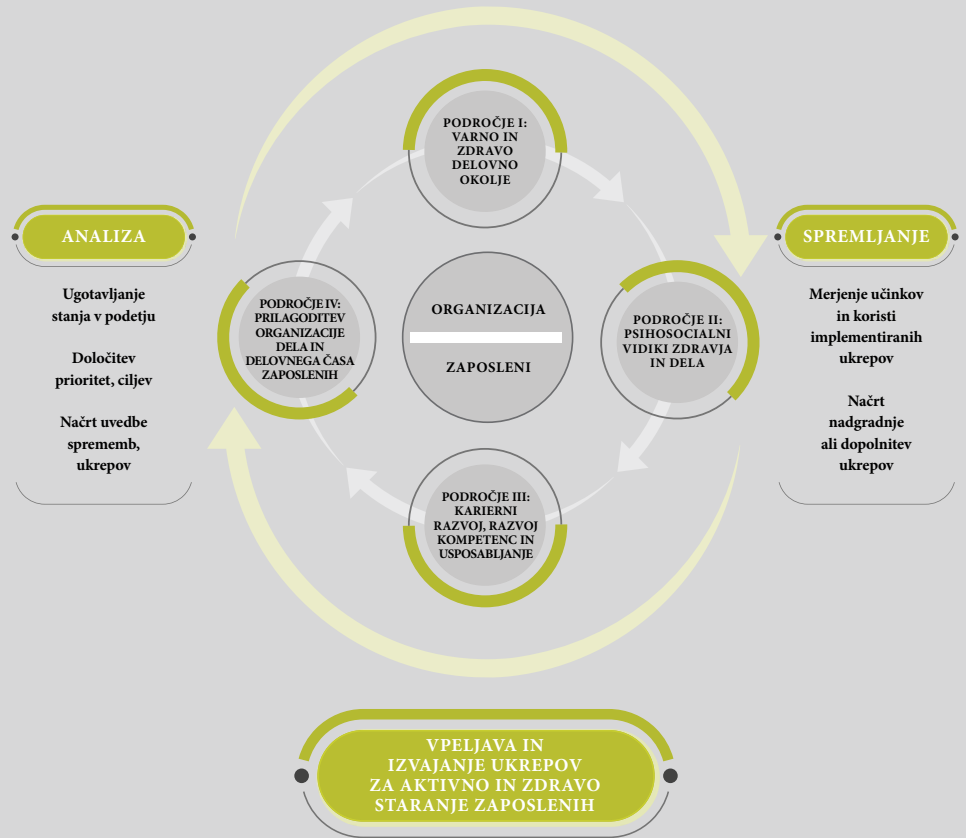 ANALIZA
Ugotavljanje
stanja v podetju
Določitev
prioritet, ciljev
Načrt uvedbe
sprememb,
ukrepov
PODROČJE I:
VARNO IN
ZDRAVO
DELOVNO
OKOLJE
PODROČJE IV:
PRILAGODITEV
ORGANIZACIJE
DELA IN
DELOVNEGA ČASA
ZAPOSLENIH
ORGANIZACIJA
ZAPOSLENI
PODROČJE II:
PSIHOSOCIALNI
VIDIKI ZDRAVJA
IN DELA
PODROČJE III:
KARIERNI
RAZVOJ, RAZVOJ
KOMPETENC IN
USPOSABLJANJE
SPREMLJANJE
Merjenje učinkov
in koristi
implementiranih
ukrepov
Načrt
nadgradnje
ali dopolnitev
ukrepov
VPELJAVA IN
IZVAJANJE UKREPOV
ZA AKTIVNO IN ZDRAVO
STARANJE ZAPOSLENIH